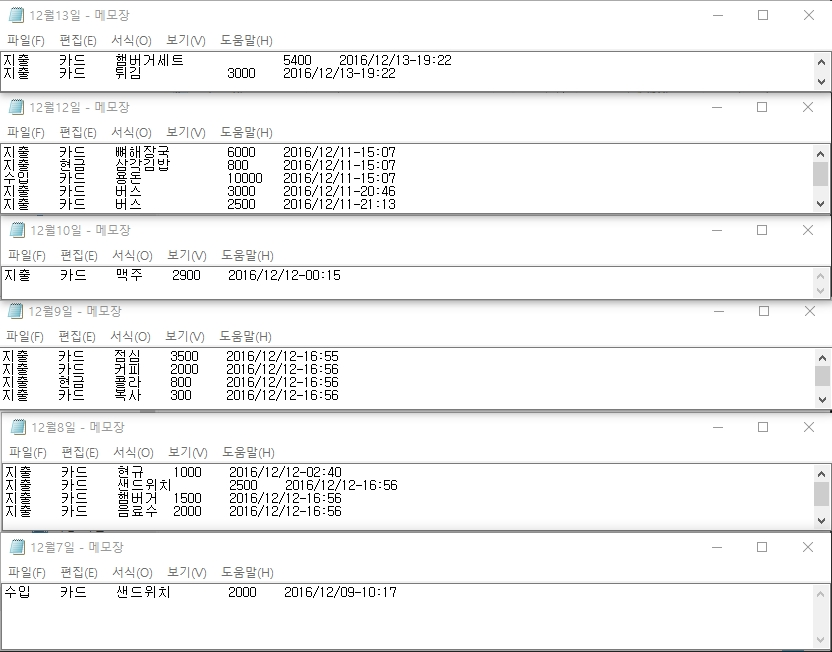 12월13일 - 메모장
파일(F) 편집(E) 서식(O) 보기(V) 도움말(H)
지출 카드 햄버거세트 5400 2016/12/13-19:22
지출 카드 튀김 3000 2016/12/13-19:22
12월12일 - 메모장
파일(F) 편집(E) 서식(O) 보기(V) 도움말(H)
지출 카드 뼈해장국 6000 2016/12/11-15:07
지출 현금 삼각김밥 800 2016/12/11-15:07
수입 카드 용돈 10000 2016/12/11-15:07
지출 카드 버스 3000 2016/12/11-20:46
지출 카드 버스 2500 2016/12/11-21:13
12월10일 - 메모장
파일(F) 편집(E) 서식(O) 보기(V) 도움말(H)
지출 카드 맥주 2900 2016/12/12-00:15
12월9일 - 메모장
파일(F) 편집(E) 서식(O) 보기(V) 도움말(H)
지출 카드 점심 3500 2016/12/12-16:55
지출 카드 커피 2000 2016/12/12-16:56
지출 현금 콜라 800 2016/12/12-16:56
지출 카드 복사 300 2016/12/12-16:56
12월8일 - 메모장
파일(F) 편집(E) 서식(O) 보기(V) 도움말(H)
지출 카드 현규 1000 2016/12/12-02:40
지출 카드 샌드위치 2500 2016/12/12-16:56
지출 카드 햄버거 1500 2016/12/12-16:56
지출 카드 음료수 2000 2016/12/12-16:56
12월7일 - 메모장
파일(F) 편집(E) 서식(O) 보기(V) 도움말(H)
수입 카드 샌드위치 2000 2016/12/09-10:17